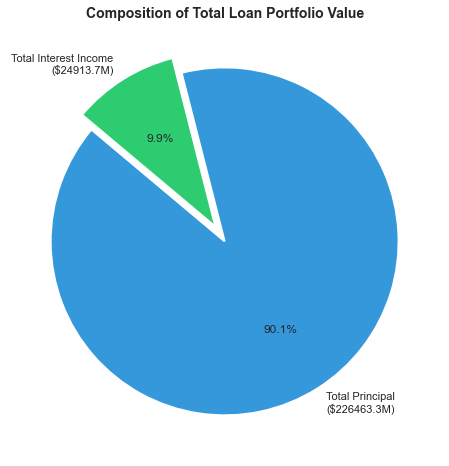 Composition of Total Loan Portfolio Value
Total Interest Income
($24913.7M)
9.9%
90.1%
Total Principal
($226463.3M)